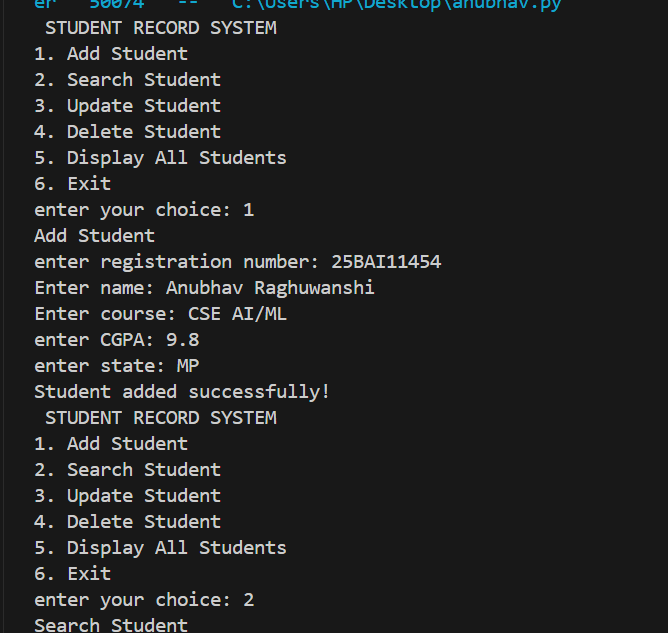 er 50074 -- C:\Users\HP\Desktop\anubhav.py
STUDENT RECORD SYSTEM
1. Add Student
2. Search Student
3. Update Student
4. Delete Student
5. Display All Students
6. Exit
enter your choice: 1
Add Student
enter registration number: 25BAI11454
Enter name: Anubhav Raghuwanshi
Enter course: CSE AI/ML
enter CGPA: 9.8
enter state: MP
Student added successfully!
STUDENT RECORD SYSTEM
1. Add Student
2. Search Student
3. Update Student
4. Delete Student
5. Display All Students
6. Exit
enter your choice: 2
Search Student